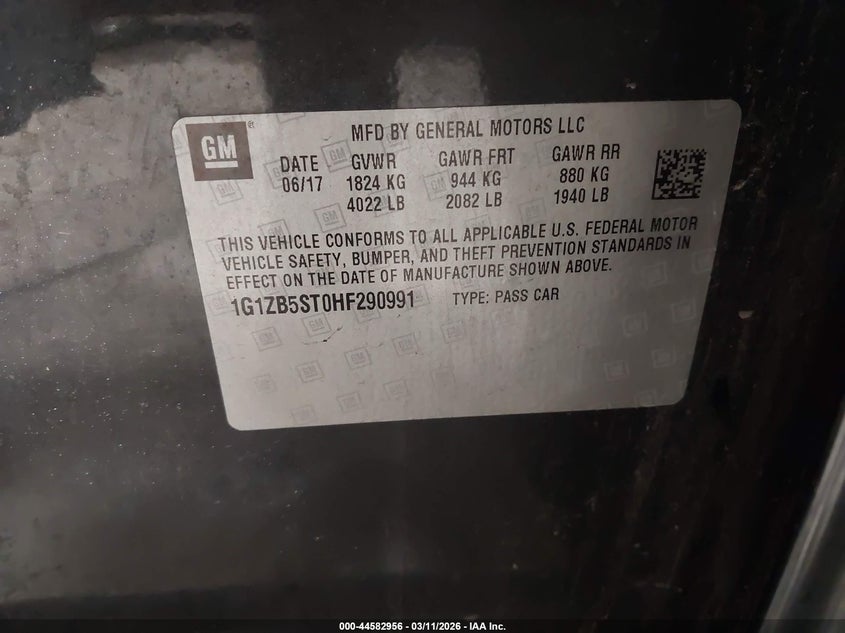 GM
MFD BY GENERAL MOTORS LLC
DATE GVWR GAWR FRT GAWR RR
06/17 1824 KG 944 KG 880 KG
4022 LB 2082 LB 1940 LB
THIS VEHICLE CONFORMS TO ALL APPLICABLE U.S. FEDERAL MOTOR
VEHICLE SAFETY, BUMPER, AND THEFT PREVENTION STANDARDS IN
EFFECT ON THE DATE OF MANUFACTURE SHOWN ABOVE.
1G1ZB5ST0HF290991 TYPE: PASS CAR
000-44582956 - 03/11/2026 - IAA Inc.